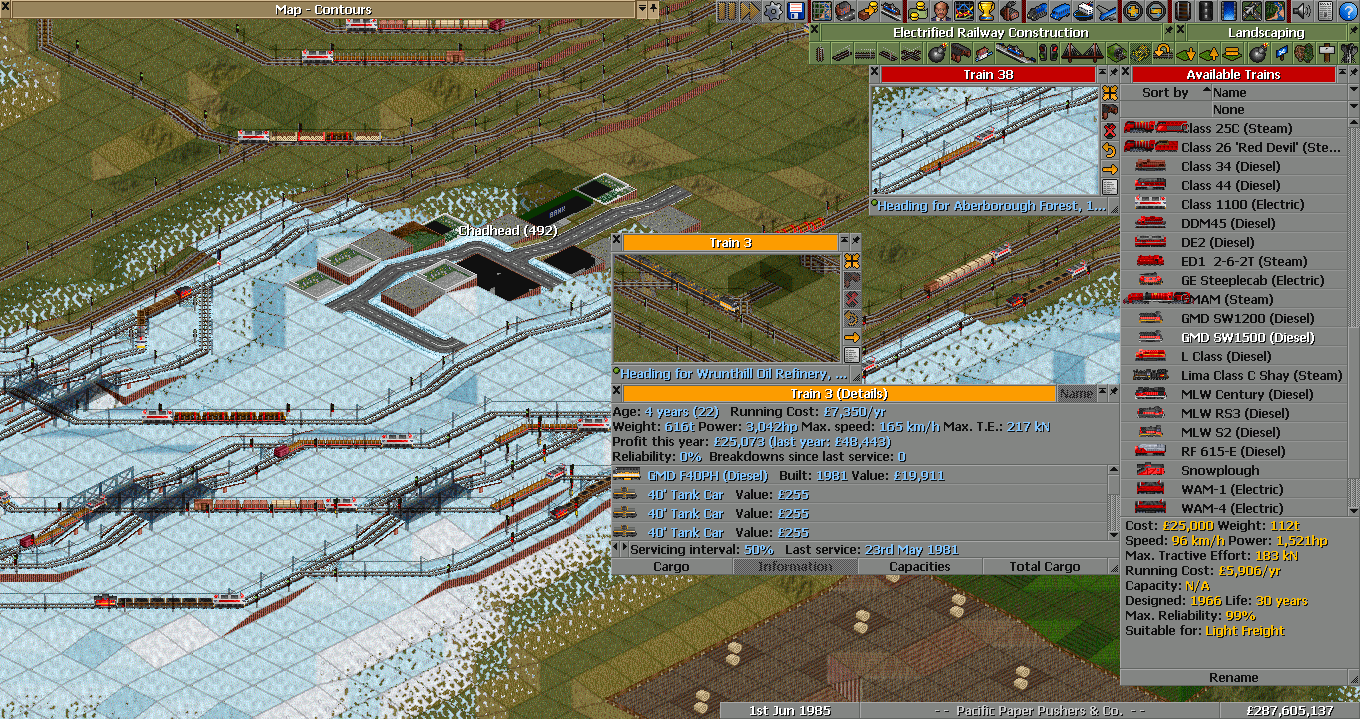 Map - Contours
Electrified Railway Construction
Landscaping
Train 38
Heading for Aberborough Forest, 1...
Available Trains
Sort by Name
None
Class 25C (Steam)
Class 26 'Red Devil' (Ste...
Class 34 (Diesel)
Class 44 (Diesel)
Class 1100 (Electric)
DDM45 (Diesel)
DE2 (Diesel)
ED1 2-6-2T (Steam)
GE Steeplecab (Electric)
GMAM (Steam)
GMD SW1200 (Diesel)
GMD SW1500 (Diesel)
L Class (Diesel)
Lima Class C Shay (Steam)
MLW Century (Diesel)
MLW RS3 (Diesel)
MLW S2 (Diesel)
RF 615-E (Diesel)
Snowplough
WAM-1 (Electric)
WAM-4 (Electric)
Cost: £25,000 Weight: 112t
Speed: 96 km/h Power: 1,521hp
Max. Tractive Effort: 183 kN
Running Cost: £5,906/yr
Capacity: N/A
Designed: 1966 Life: 30 years
Max. Reliability: 99%
Suitable for: Light Freight
Rename
BANK
Chadhead (492)
Train 3
Heading for Wrunthill Oil Refinery, ...
Train 3 (Details)
Name
Age: 4 years (22) Running Cost: £7,350/yr
Weight: 616t Power: 3,042hp Max. speed: 165 km/h Max. T.E.: 217 kN
Profit this year: £25,073 (last year: £48,443)
Reliability: 0% Breakdowns since last service: 0
GMD F40PH (Diesel) Built: 1981 Value: £19,911
40' Tank Car Value: £255
40' Tank Car Value: £255
40' Tank Car Value: £255
Servicing interval: 50% Last service: 23rd May 1981
Cargo Information Capacities Total Cargo
1st Jun 1985
- - Pacific Paper Pushers & Co. - -
£287,605,137